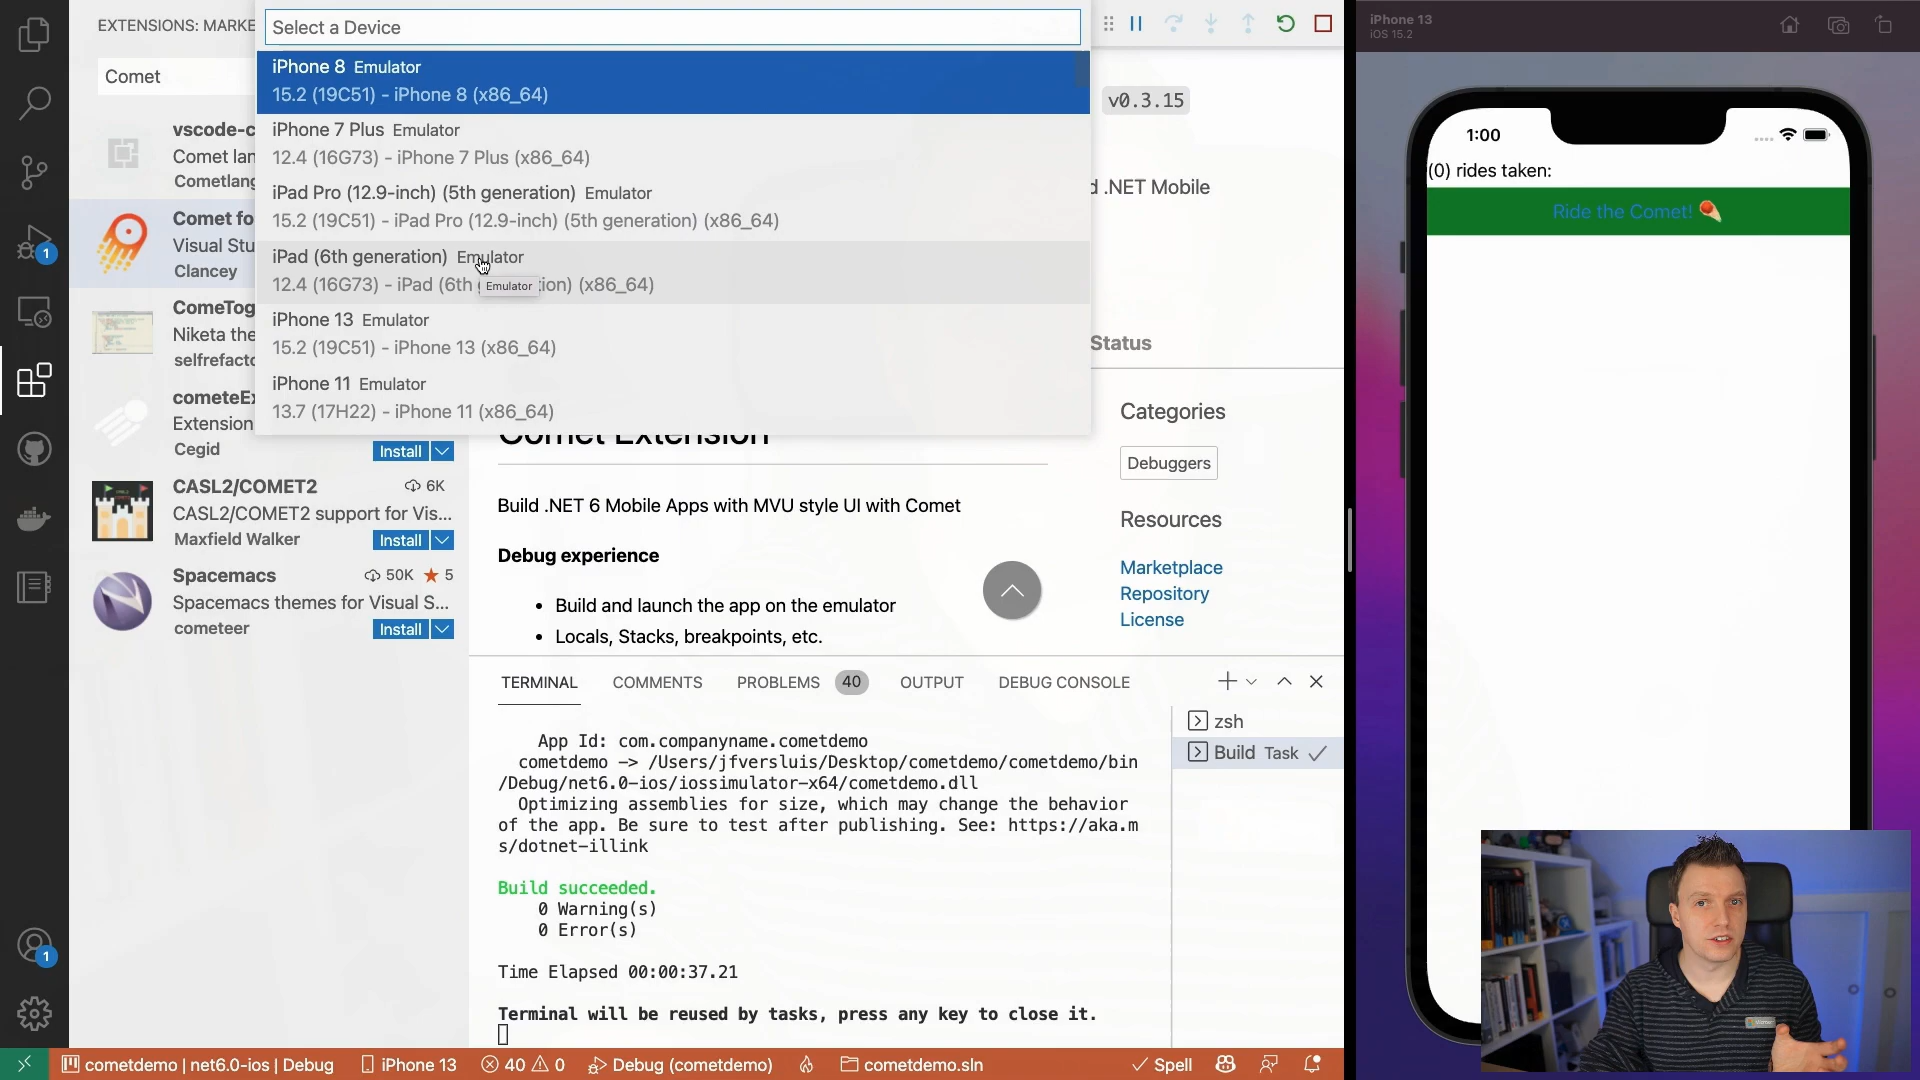 EXTENSIONS: MARKE
Comet
vscode-c
Comet lan
Cometlang
Comet fo
Visual Stu
Clancey
ComeTog
Niketa the
selfrefacto
cometeEx
Extension
Cegid
Install
CASL2/COMET2
6K
CASL2/COMET2 support for Vis...
Maxfield Walker
Install
Spacemacs
50K
5
Spacemacs themes for Visual S...
cometeer
Install
1
1
Select a Device
iPhone 8 Emulator
15.2 (19C51) - iPhone 8 (x86_64)
iPhone 7 Plus Emulator
12.4 (16G73) - iPhone 7 Plus (x86_64)
iPad Pro (12.9-inch) (5th generation) Emulator
15.2 (19C51) - iPad Pro (12.9-inch) (5th generation) (x86_64)
iPad (6th generation) Emulator
12.4 (16G73) - iPad (6th
tion) (x86_64)
Emulator
iPhone 13 Emulator
15.2 (19C51) - iPhone 13 (x86_64)
iPhone 11 Emulator
13.7 (17H22) - iPhone 11 (x86_64)
v0.3.15
d .NET Mobile
Status
Comet Extension
Build .NET 6 Mobile Apps with MVU style UI with Comet
Debug experience
• Build and launch the app on the emulator
• Locals, Stacks, breakpoints, etc.
Categories
Debuggers
Resources
Marketplace
Repository
License
TERMINAL
COMMENTS
PROBLEMS
40
OUTPUT
DEBUG CONSOLE
App Id: com.companyname.cometdemo
cometdemo -> /Users/jfversluis/Desktop/cometdemo/cometdemo/bin
/Debug/net6.0-ios/iossimulator-x64/cometdemo.dll
Optimizing assemblies for size, which may change the behavior
of the app. Be sure to test after publishing. See: https://aka.m
s/dotnet-illink
Build succeeded.
0 Warning(s)
0 Error(s)
Time Elapsed 00:00:37.21
Terminal will be reused by tasks, press any key to close it.
zsh
Build Task
cometdemo | net6.0-ios | Debug
iPhone 13
40
0
Debug (cometdemo)
cometdemo.sln
Spell
iPhone 13
iOS 15.2
1:00
(0) rides taken:
Ride the Comet!